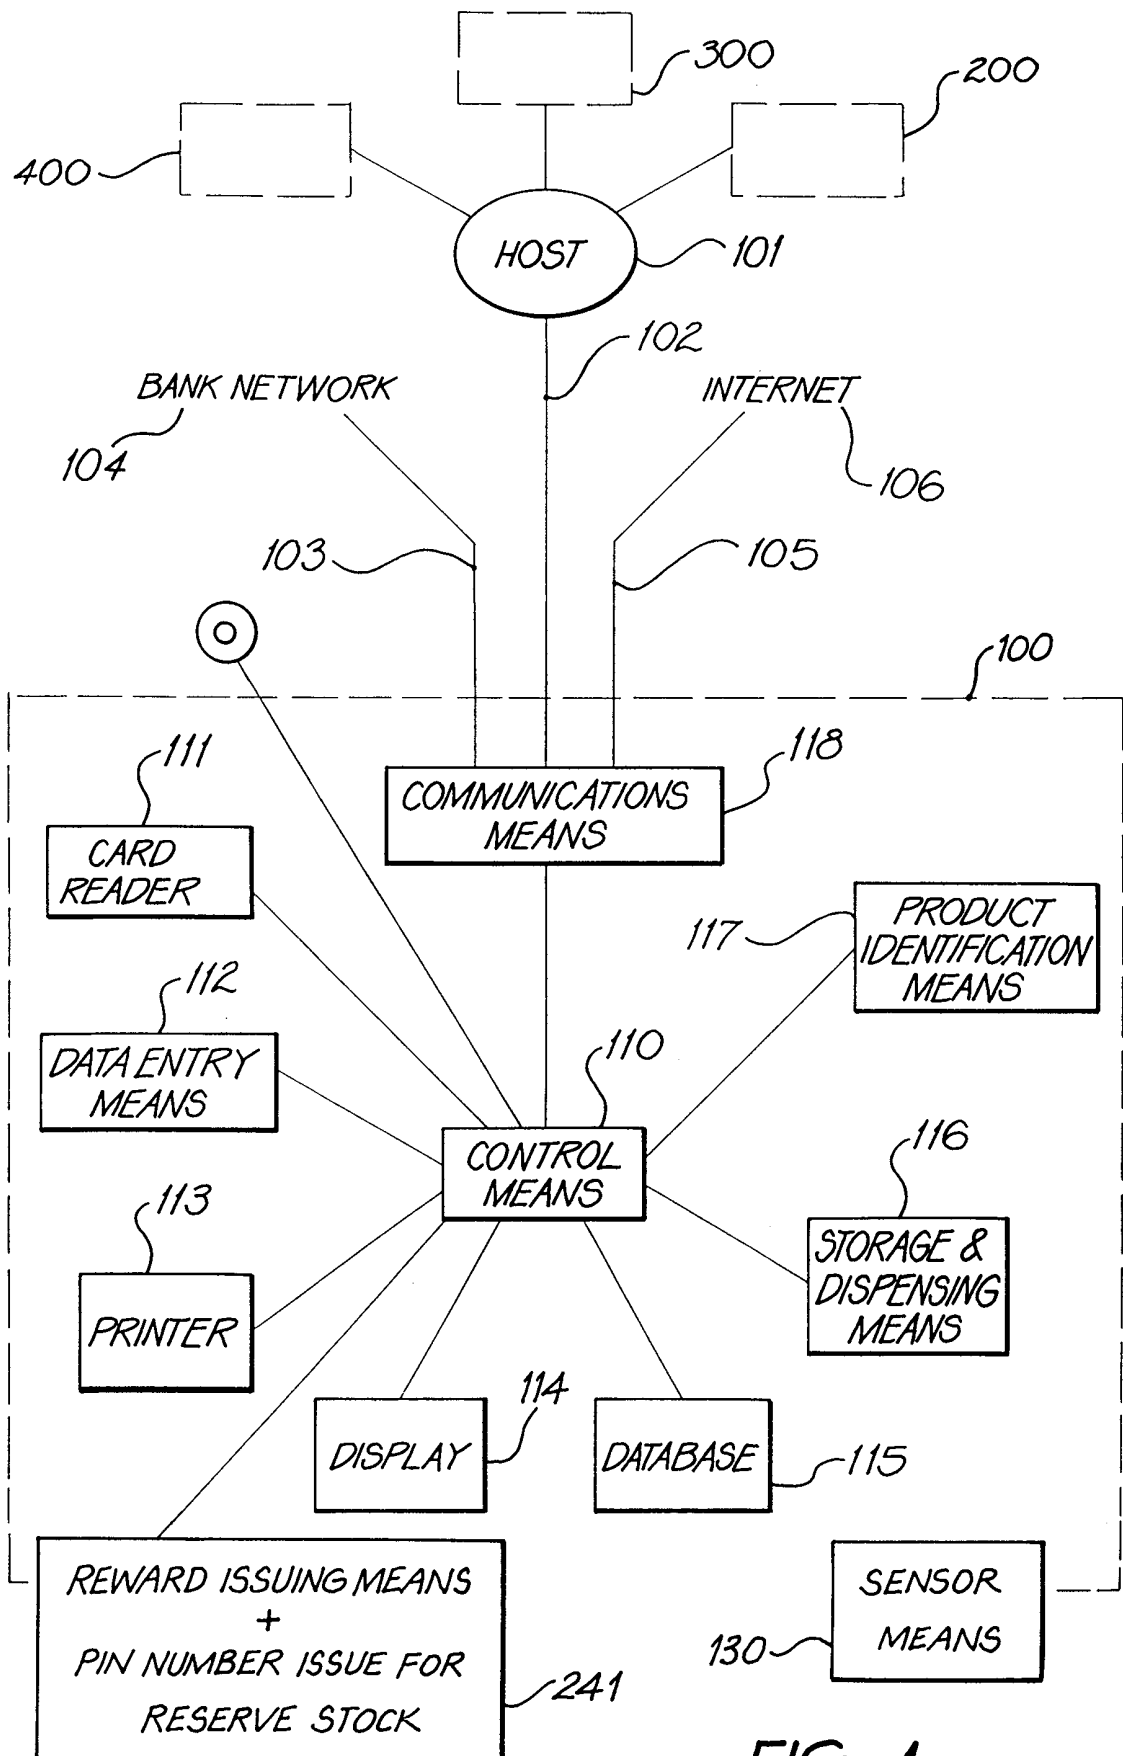 300
200
400
HOST
101
102
BANK NETWORK
INTERNET
104
106
103
105
100
111
118
COMMUNICATIONS
MEANS
CARD
READER
117
PRODUCT
IDENTIFICATION
MEANS
112
DATA ENTRY
MEANS
110
CONTROL
MEANS
116
113
STORAGE &
DISPENSING
MEANS
PRINTER
114
DISPLAY
DATABASE
115
REWARD ISSUING MEANS
+
PIN NUMBER ISSUE FOR
RESERVE STOCK
241
SENSOR
MEANS
130